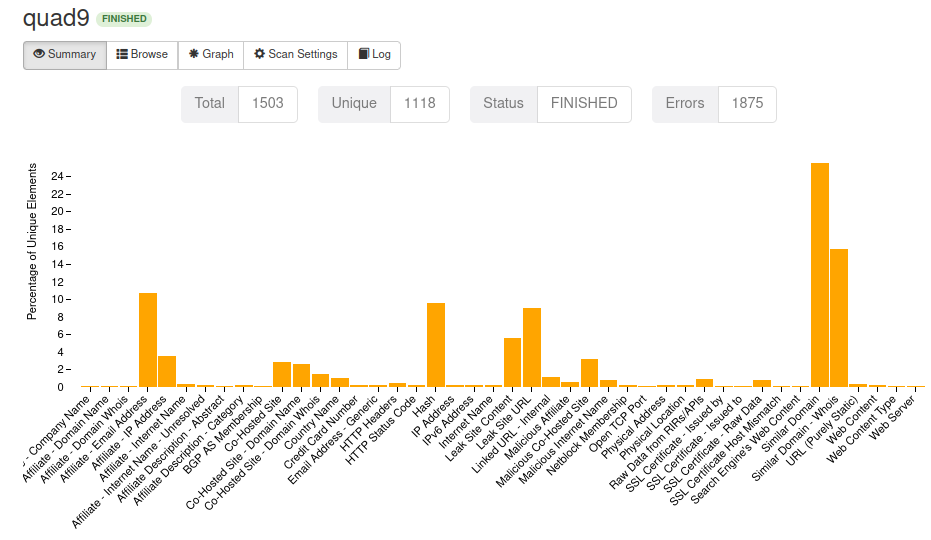 quad9 FINISHED
Summary Browse Graph Scan Settings Log
Total 1503 Unique 1118 Status FINISHED Errors 1875
Percentage of Unique Elements
24
22
20
18
16
14
12
10
8
6
4
2
0
- Company Name
Affiliate - Domain Name
Affiliate - Domain Whois
Affiliate - Email Address
Affiliate - IP Address
Affiliate - Internet Name
Affiliate - Internet Name - Unresolved
Affiliate Description - Abstract
Affiliate Description - Category
BGP AS Membership
Co-Hosted Site
Co-Hosted Site - Domain Name
Co-Hosted Site - Domain Whois
Country Name
Credit Card Number
Email Address - Generic
HTTP Headers
HTTP Status Code
Hash
IP Address
IPv6 Address
Internet Name
Leak Site Content
Leak Site URL
Linked URL - Internal
Malicious Affiliate
Malicious Co-Hosted Site
Malicious Internet Name
Netblock Membership
Open TCP Port
Physical Address
Physical Location
Raw Data from RIRs/APIs
SSL Certificate - Issued by
SSL Certificate - Issued to
SSL Certificate - Raw Data
SSL Certificate Host Mismatch
Search Engine's Web Content
Similar Domain
Similar Domain - Whois
URL (Purely Static)
Web Content
Web Content Type
Web Server